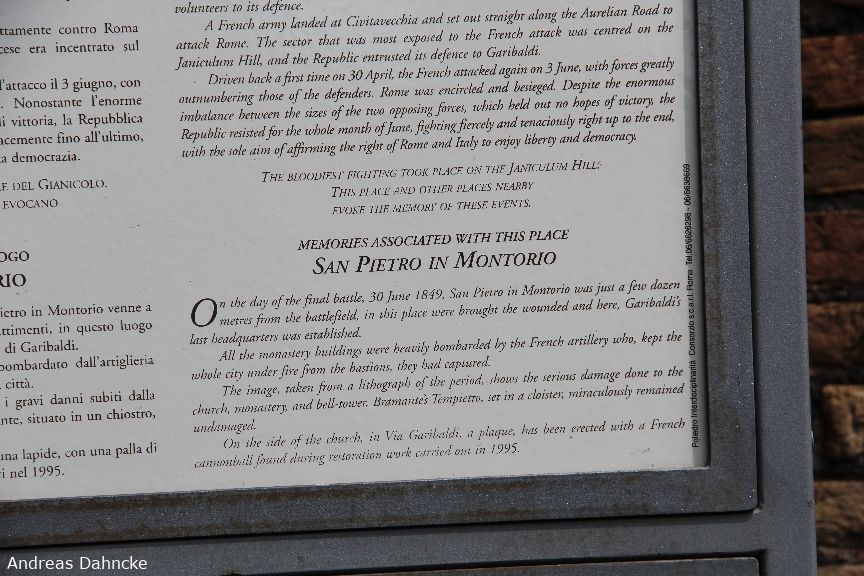 ttamente contro Roma
cese era incentrato sul
l'attacco il 3 giugno, con
. Nonostante l'enorme
li vittoria, la Repubblica
acemente fino all'ultimo,
a democrazia.
E DEL GIANICOLO.
EVOCANO
OGO
RIO
ietro in Montorio venne a
ttimenti, in questo luogo
di Garibaldi.
bombardato dall'artiglieria
città.
i gravi danni subiti dalla
nte, situato in un chiostro,
una lapide, con una palla di
ri nel 1995.
volunteers to its defence.
A French army landed at Civitavecchia and set out straight along the Aurelian Road to
attack Rome. The sector that was most exposed to the French attack was centred on the
Janiculum Hill, and the Republic entrusted its defence to Garibaldi.
Driven back a first time on 30 April, the French attacked again on 3 June, with forces greatly
outnumbering those of the defenders. Rome was encircled and besieged. Despite the enormous
imbalance between the sizes of the two opposing forces, which held out no hopes of victory, the
Republic resisted for the whole month of June, fighting fiercely and tenaciously right up to the end,
with the sole aim of affirming the right of Rome and Italy to enjoy liberty and democracy.
THE BLOODIEST FIGHTING TOOK PLACE ON THE JANICULUM HILL:
THIS PLACE AND OTHER PLACES NEARBY
EVOKE THE MEMORY OF THESE EVENTS.
MEMORIES ASSOCIATED WITH THIS PLACE
SAN PIETRO IN MONTORIO
On the day of the final battle, 30 June 1849, San Pietro in Montorio was just a few dozen
metres from the battlefield, in this place were brought the wounded and here, Garibaldi's
last headquarters was established.
All the monastery buildings were heavily bombarded by the French artillery who, kept the
whole city under fire from the bastions, they had captured.
The image, taken from a lithograph of the period, shows the serious damage done to the
church, monastery, and bell-tower. Bramante's Tempietto, set in a cloister, miraculously remained
undamaged.
On the side of the church, in Via Garibaldi, a plaque, has been erected with a French
cannonball found during restoration work carried out in 1995.
Poliedro Interdisciplinarità Consorzio s.c.a.r.l. Roma Tel.06/6626298 - 06/6638669
Andreas Dahncke